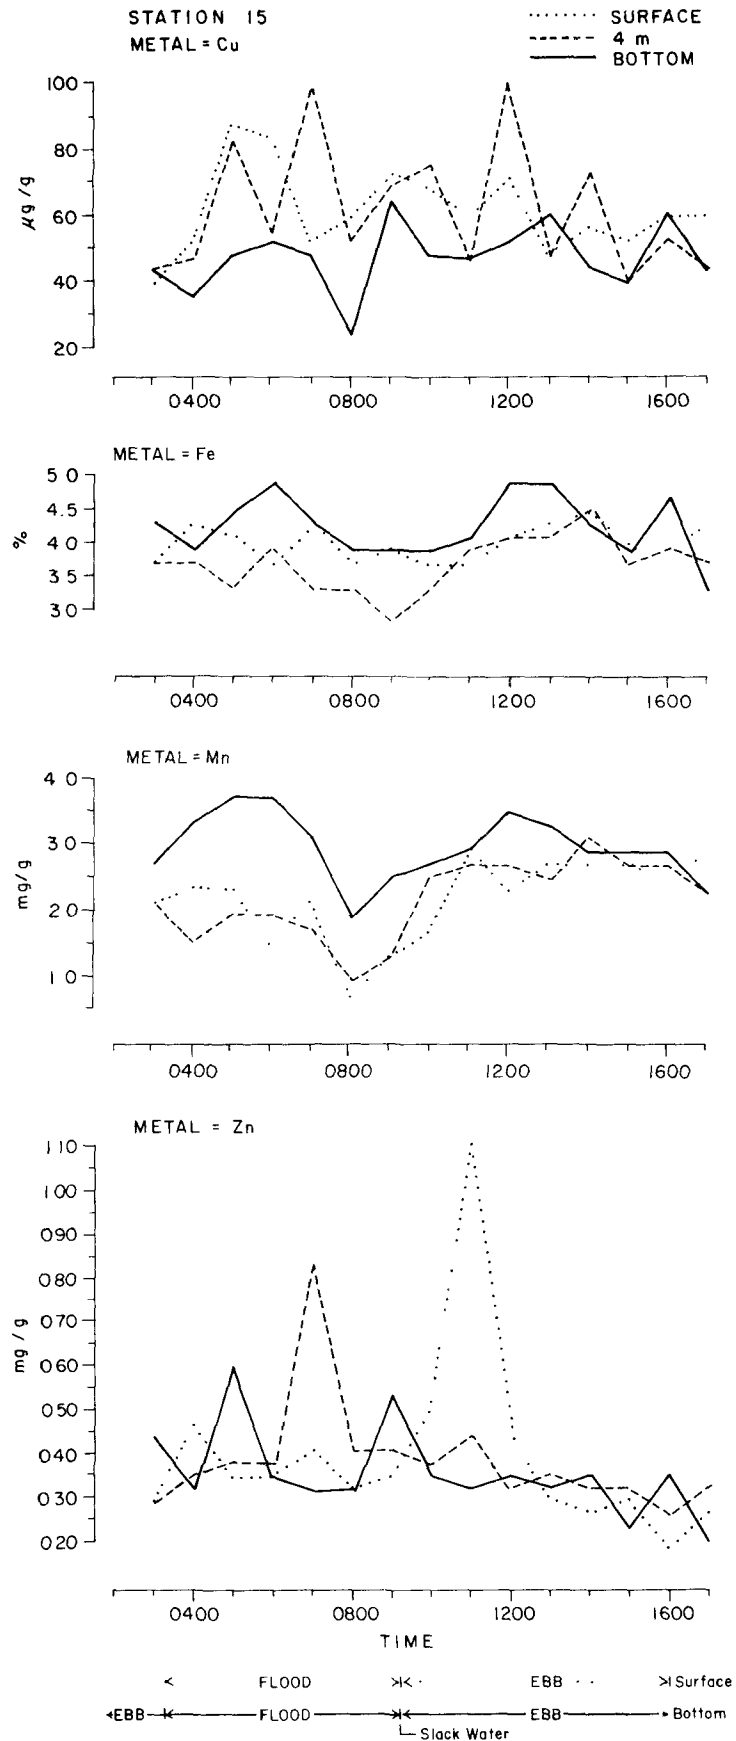 STATION 15
METAL = Cu
SURFACE
4 m
BOTTOM
100
80
60
40
20
µg/g
0400 0800 1200 1600
METAL = Fe
5 0
4.5
4 0
3 5
3 0
%
0400 0800 1200 1600
METAL = Mn
4 0
3 0
2 0
1 0
mg/g
0400 0800 1200 1600
METAL = Zn
1 10
1 00
0 90
0 80
0 70
0 60
0 50
0 40
0 30
0 20
mg/g
0400 0800 1200 1600
TIME
FLOOD EBB Surface
EBB FLOOD EBB Bottom
Slack Water